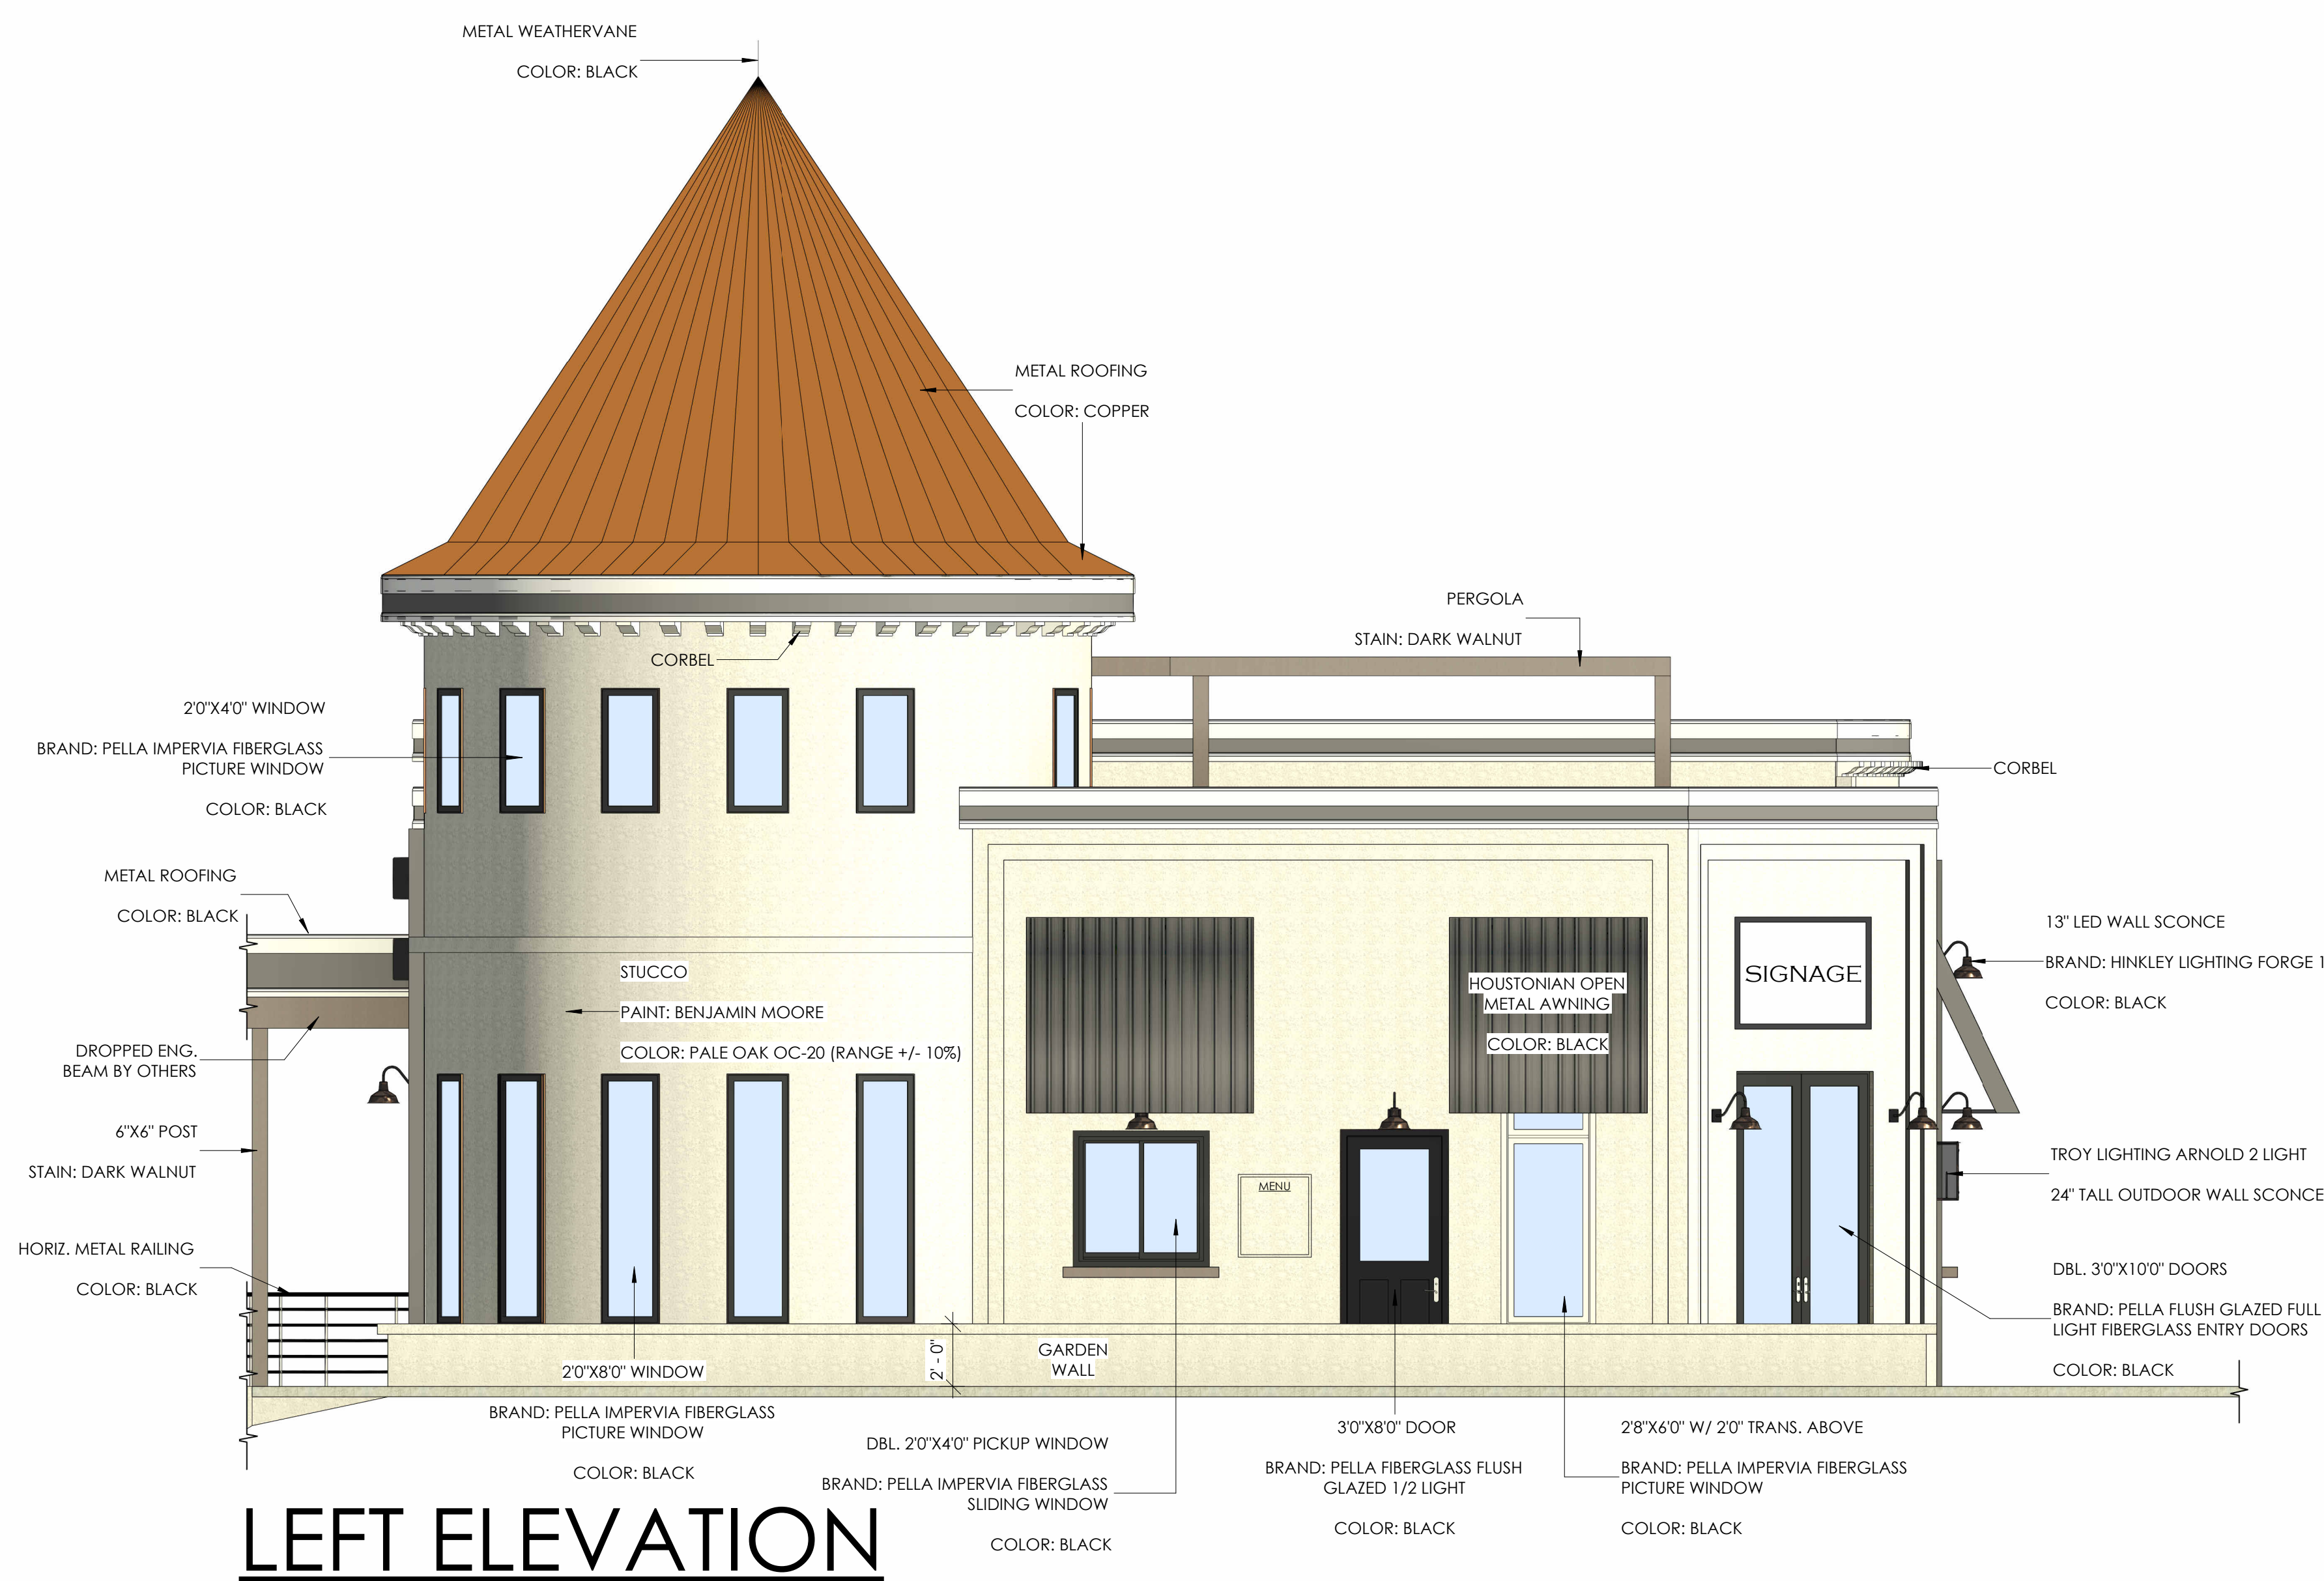 METAL WEATHERVANE
COLOR: BLACK
METAL ROOFING
COLOR: COPPER
PERGOLA
STAIN: DARK WALNUT
CORBEL
2'0"X4'0" WINDOW
BRAND: PELLA IMPERVIA FIBERGLASS
PICTURE WINDOW
COLOR: BLACK
CORBEL
METAL ROOFING
COLOR: BLACK
STUCCO
PAINT: BENJAMIN MOORE
COLOR: PALE OAK OC-20 (RANGE +/- 10%)
HOUSTONIAN OPEN
METAL AWNING
COLOR: BLACK
SIGNAGE
13" LED WALL SCONCE
BRAND: HINKLEY LIGHTING FORGE 1
COLOR: BLACK
DROPPED ENG.
BEAM BY OTHERS
6"X6" POST
STAIN: DARK WALNUT
HORIZ. METAL RAILING
COLOR: BLACK
MENU
TROY LIGHTING ARNOLD 2 LIGHT
24" TALL OUTDOOR WALL SCONCE
DBL. 3'0"X10'0" DOORS
BRAND: PELLA FLUSH GLAZED FULL
LIGHT FIBERGLASS ENTRY DOORS
COLOR: BLACK
2' - 0"
GARDEN
WALL
2'0"X8'0" WINDOW
BRAND: PELLA IMPERVIA FIBERGLASS
PICTURE WINDOW
COLOR: BLACK
DBL. 2'0"X4'0" PICKUP WINDOW
BRAND: PELLA IMPERVIA FIBERGLASS
SLIDING WINDOW
COLOR: BLACK
3'0"X8'0" DOOR
BRAND: PELLA FIBERGLASS FLUSH
GLAZED 1/2 LIGHT
COLOR: BLACK
2'8"X6'0" W/ 2'0" TRANS. ABOVE
BRAND: PELLA IMPERVIA FIBERGLASS
PICTURE WINDOW
COLOR: BLACK
LEFT ELEVATION